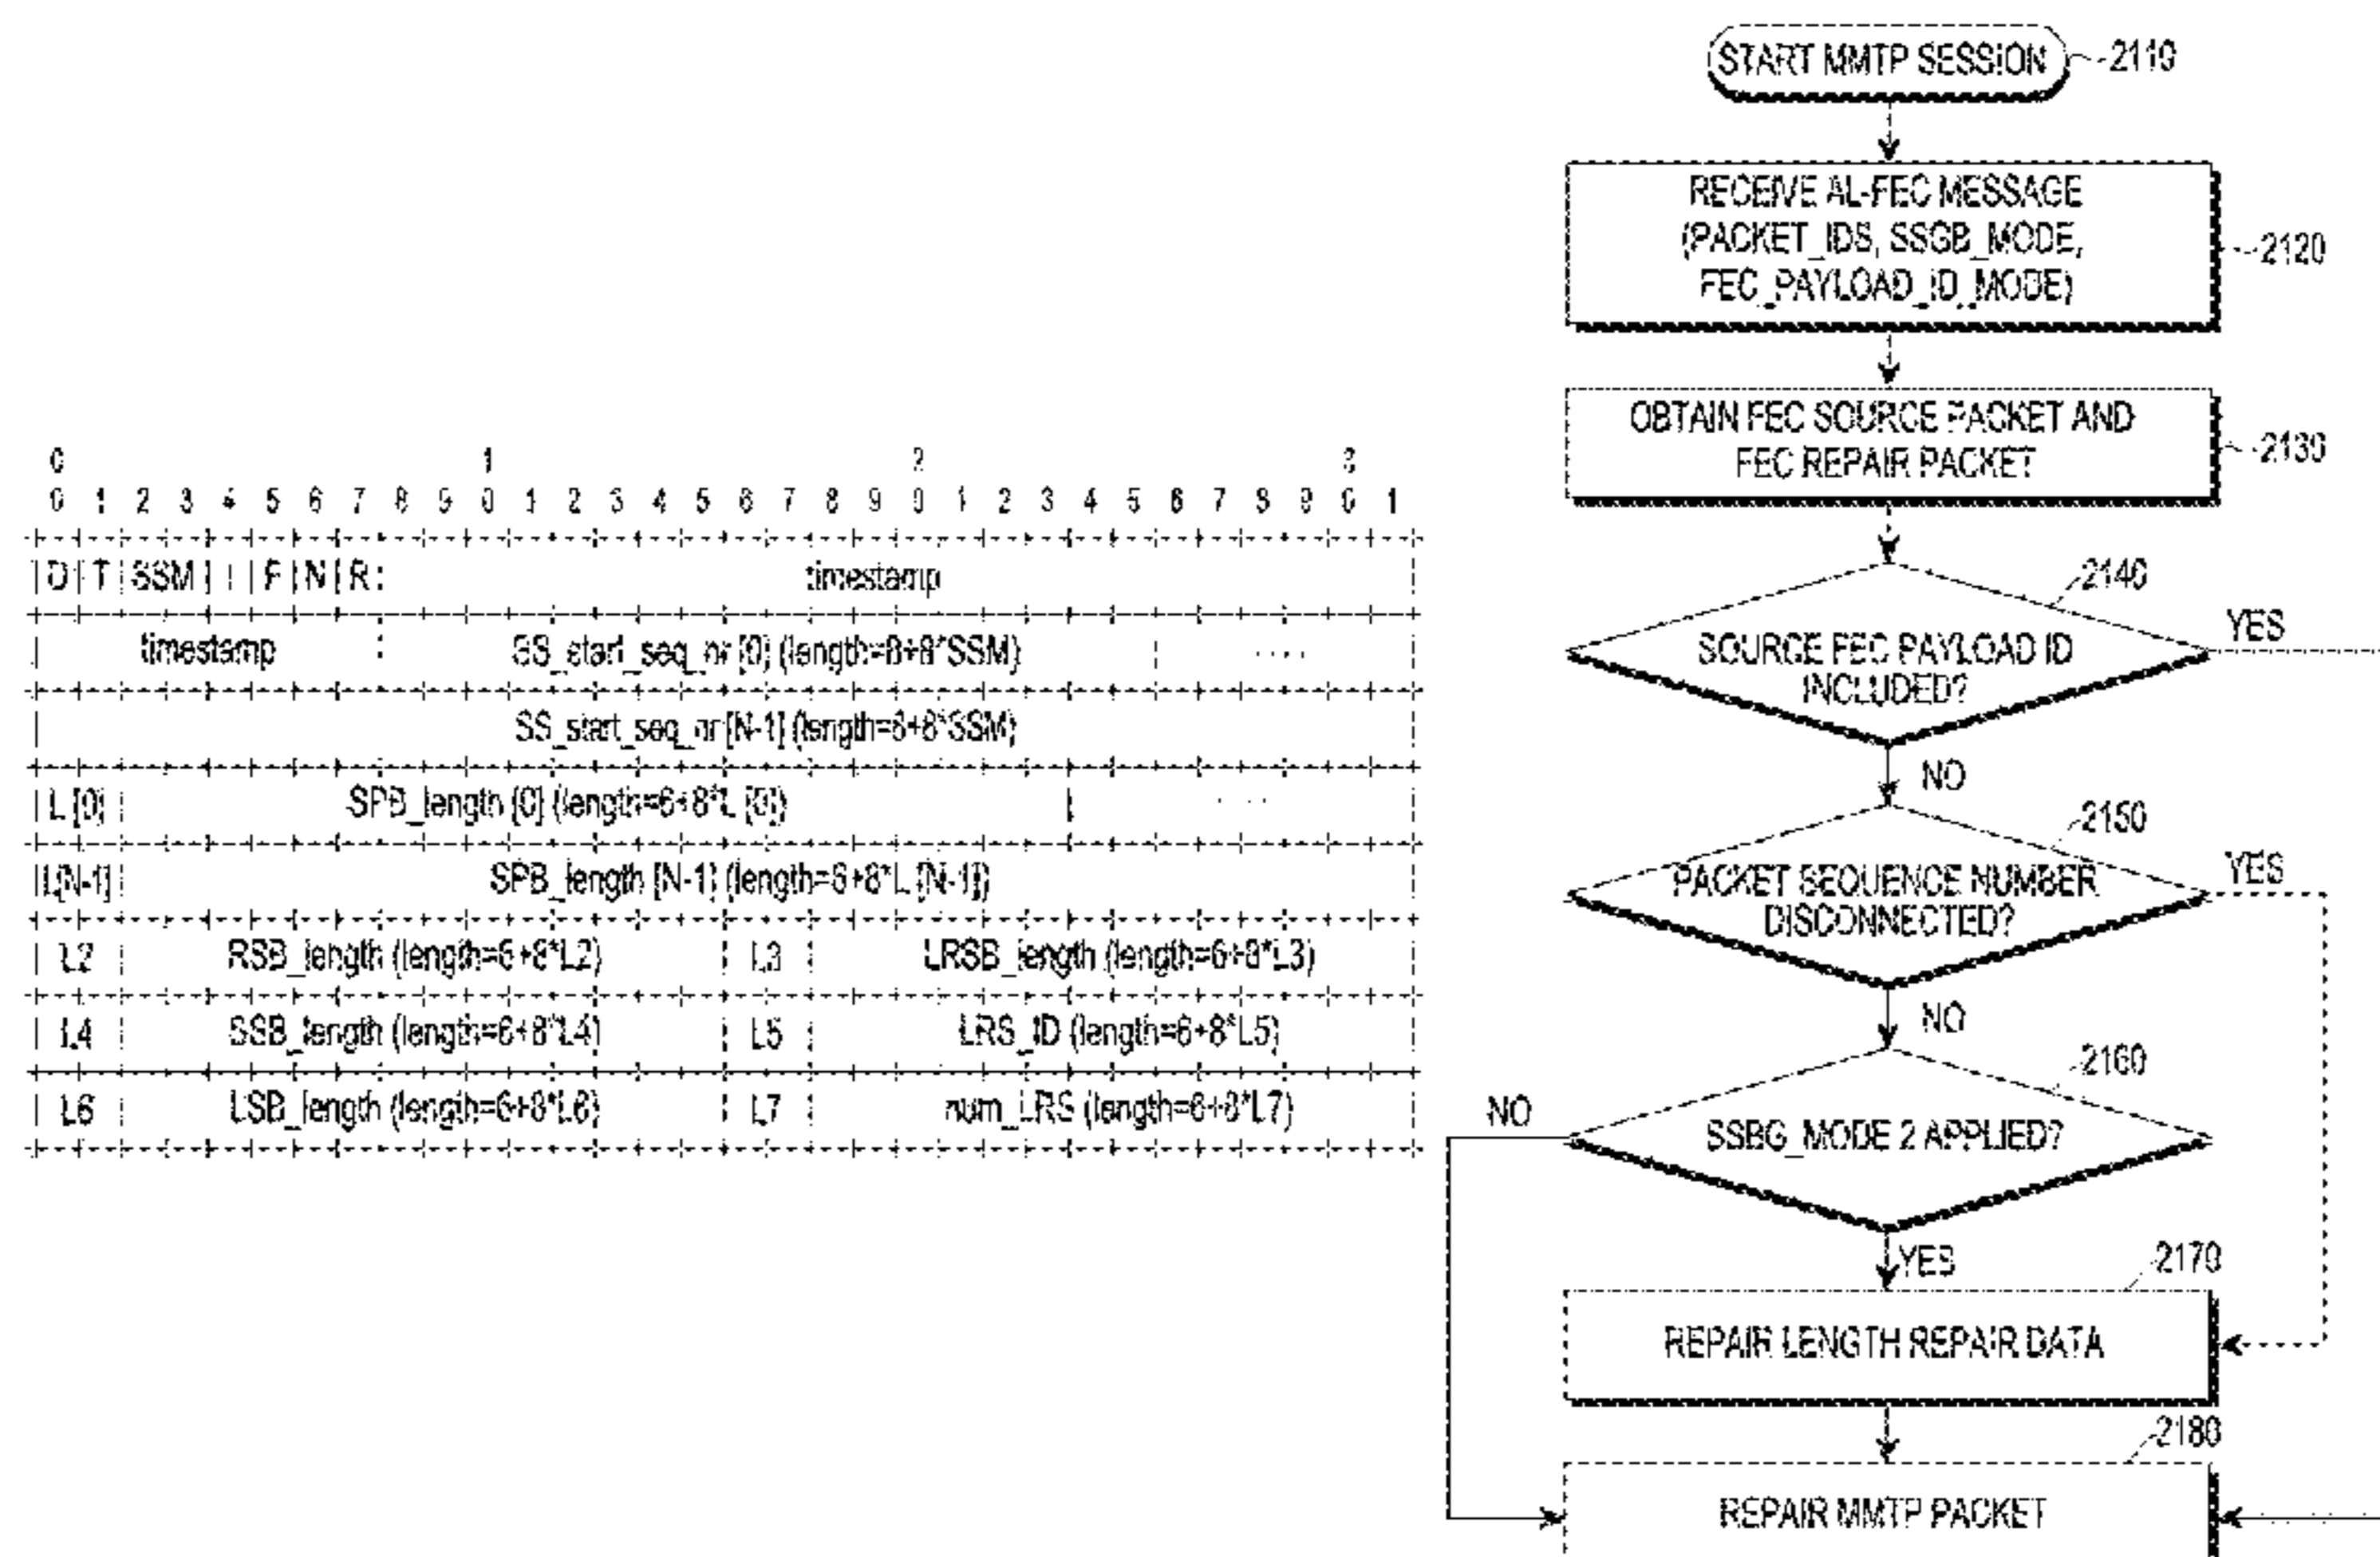 0 1 2 3
0 1 2 3 4 5 6 7 8 9 0 1 2 3 4 5 6 7 8 9 0 1 2 3 4 5 6 7 8 9 0 1
D T SSM I F N R timestamp
timestamp SS_start_seq_nr [0] (length=8+8*SSM) ....
SS_start_seq_nr [N-1] (length=8+8*SSM)
L [0] SPB_length [0] (length=6+8*L [0]) ....
L[N-1] SPB_length [N-1] (length=6+8*L [N-1])
L2 RSB_length (length=6+8*L2) L3 LRSB_length (length=6+8*L3)
L4 SSB_length (length=6+8*L4) L5 LRS_ID (length=6+8*L5)
L6 LSB_length (length=6+8*L6) L7 num_LRS (length=6+8*L7)
START MMTP SESSION 2110
RECEIVE AL-FEC MESSAGE
(PACKET_IDS, SSGB_MODE,
FEC_PAYLOAD_ID_MODE)
2120
OBTAIN FEC SOURCE PACKET AND
FEC REPAIR PACKET
2130
2140
SOURCE FEC PAYLOAD ID
INCLUDED?
YES
NO
2150
PACKET SEQUENCE NUMBER
DISCONNECTED?
YES
NO
2160
SSBG_MODE 2 APPLIED?
NO
YES
2170
REPAIR LENGTH REPAIR DATA
2180
REPAIR MMTP PACKET